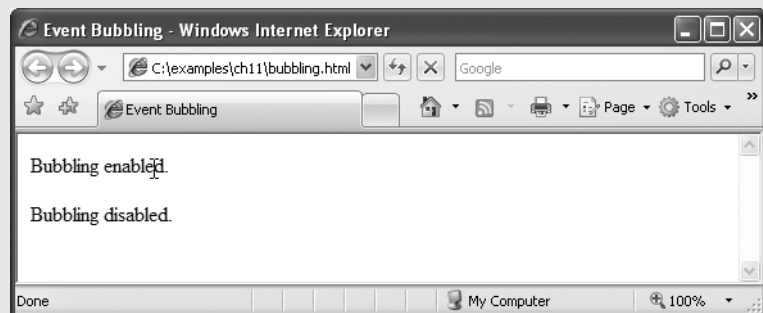 Event Bubbling - Windows Internet Explorer
C:\examples\ch11\bubbling.html
Google
Event Bubbling
Page
Tools
»
Bubbling enabled.
Bubbling disabled.
Done
My Computer
100%